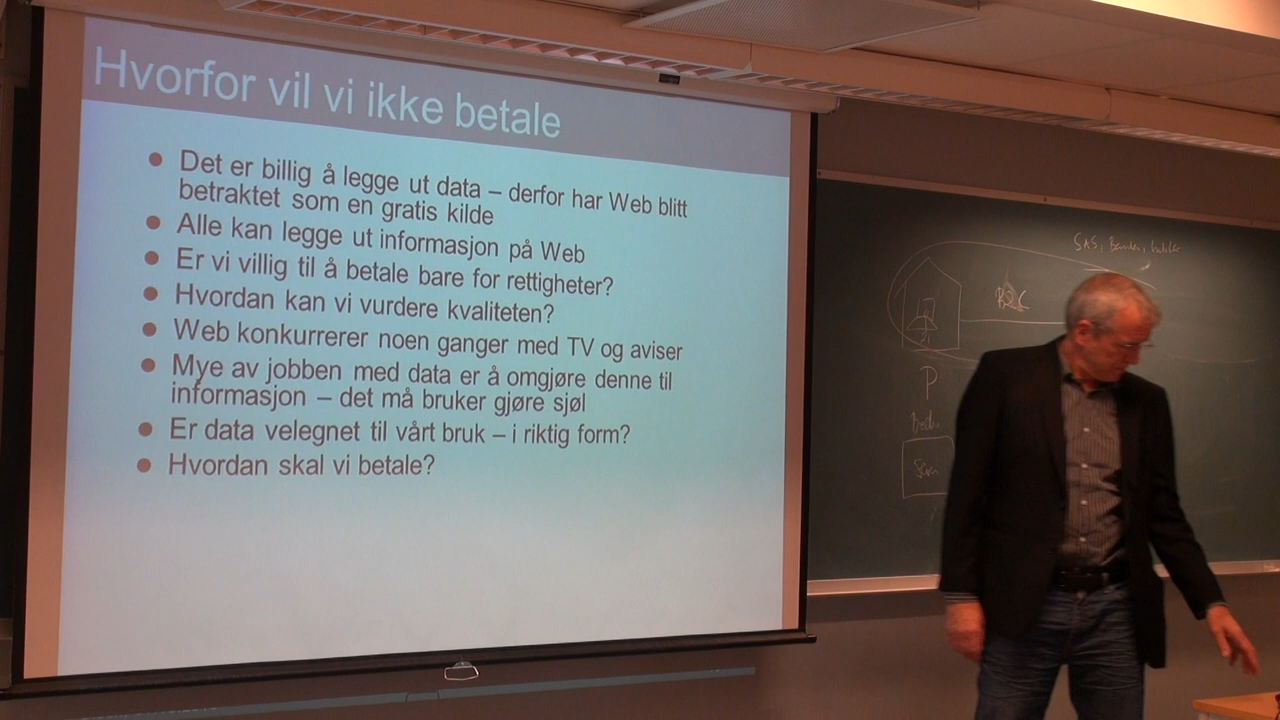 Hvorfor vil vi ikke betale
Det er billig å legge ut data – derfor har Web blitt
betraktet som en gratis kilde
Alle kan legge ut informasjon på Web
Er vi villig til å betale bare for rettigheter?
Hvordan kan vi vurdere kvaliteten?
Web konkurrerer noen ganger med TV og aviser
Mye av jobben med data er å omgjøre denne til
informasjon – det må bruker gjøre sjøl
Er data velegnet til vårt bruk – i riktig form?
Hvordan skal vi betale?
SAS,
P